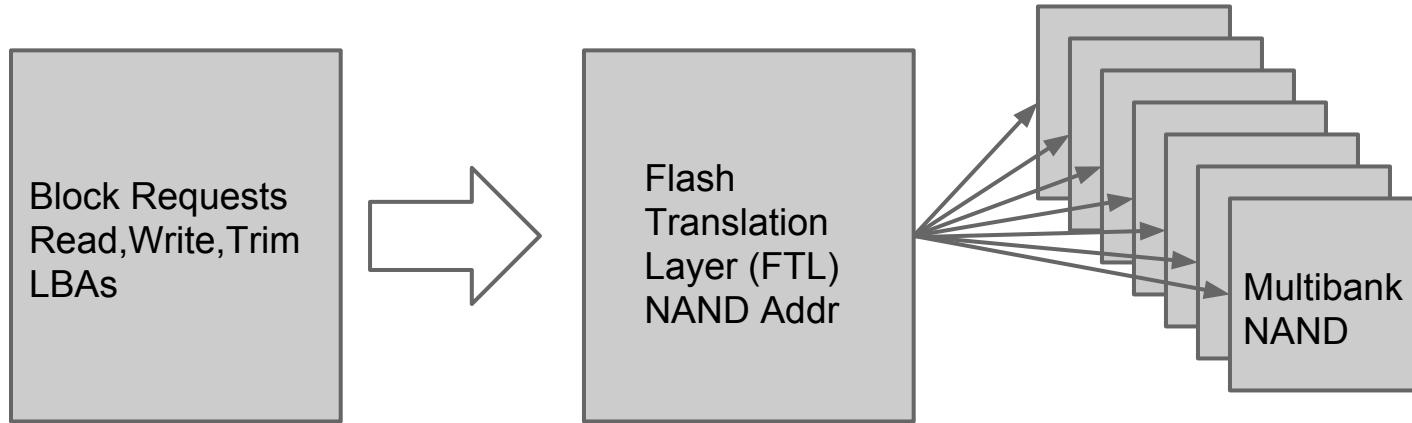 Block Requests
Read,Write,Trim
LBAs
Flash
Translation
Layer (FTL)
NAND Addr
Multibank
NAND